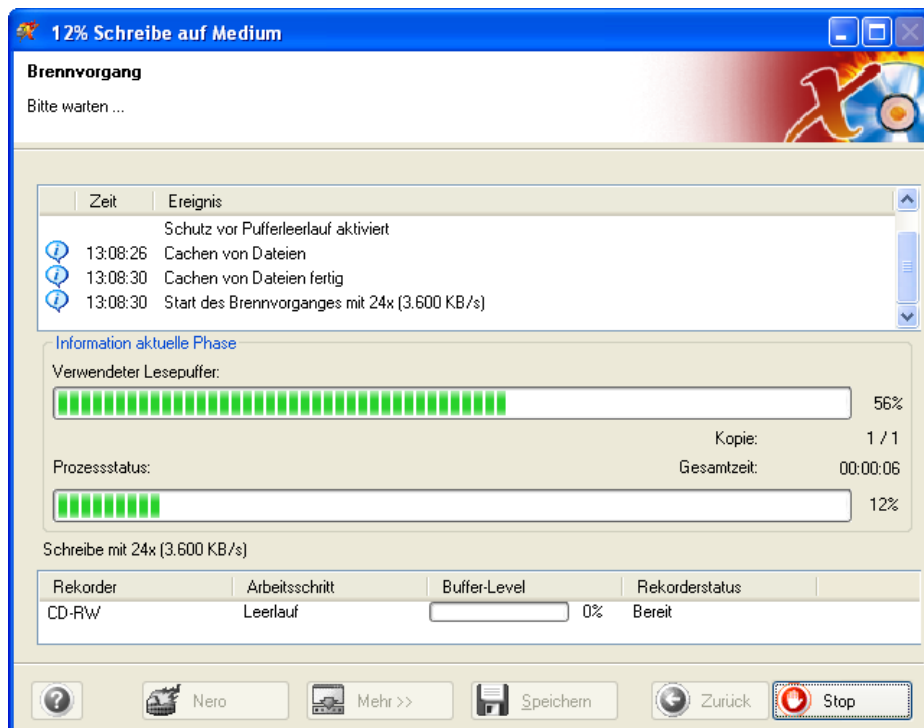 12% Schreibe auf Medium
Brennvorgang
Bitte warten ...
Zeit Ereignis
Schutz vor Pufferleerlauf aktiviert
13:08:26 Cachen von Dateien
13:08:30 Cachen von Dateien fertig
13:08:30 Start des Brennvorganges mit 24x (3.600 KB/s)
Information aktuelle Phase
Verwendeter Lesepuffer:
56%
Kopie: 1 / 1
Prozessstatus: Gesamtzeit: 00:00:06
12%
Schreibe mit 24x (3.600 KB/s)
Rekorder Arbeitsschritt Buffer-Level Rekorderstatus
CD-RW Leerlauf 0% Bereit
Nero Mehr >> Speichern Zurück Stop